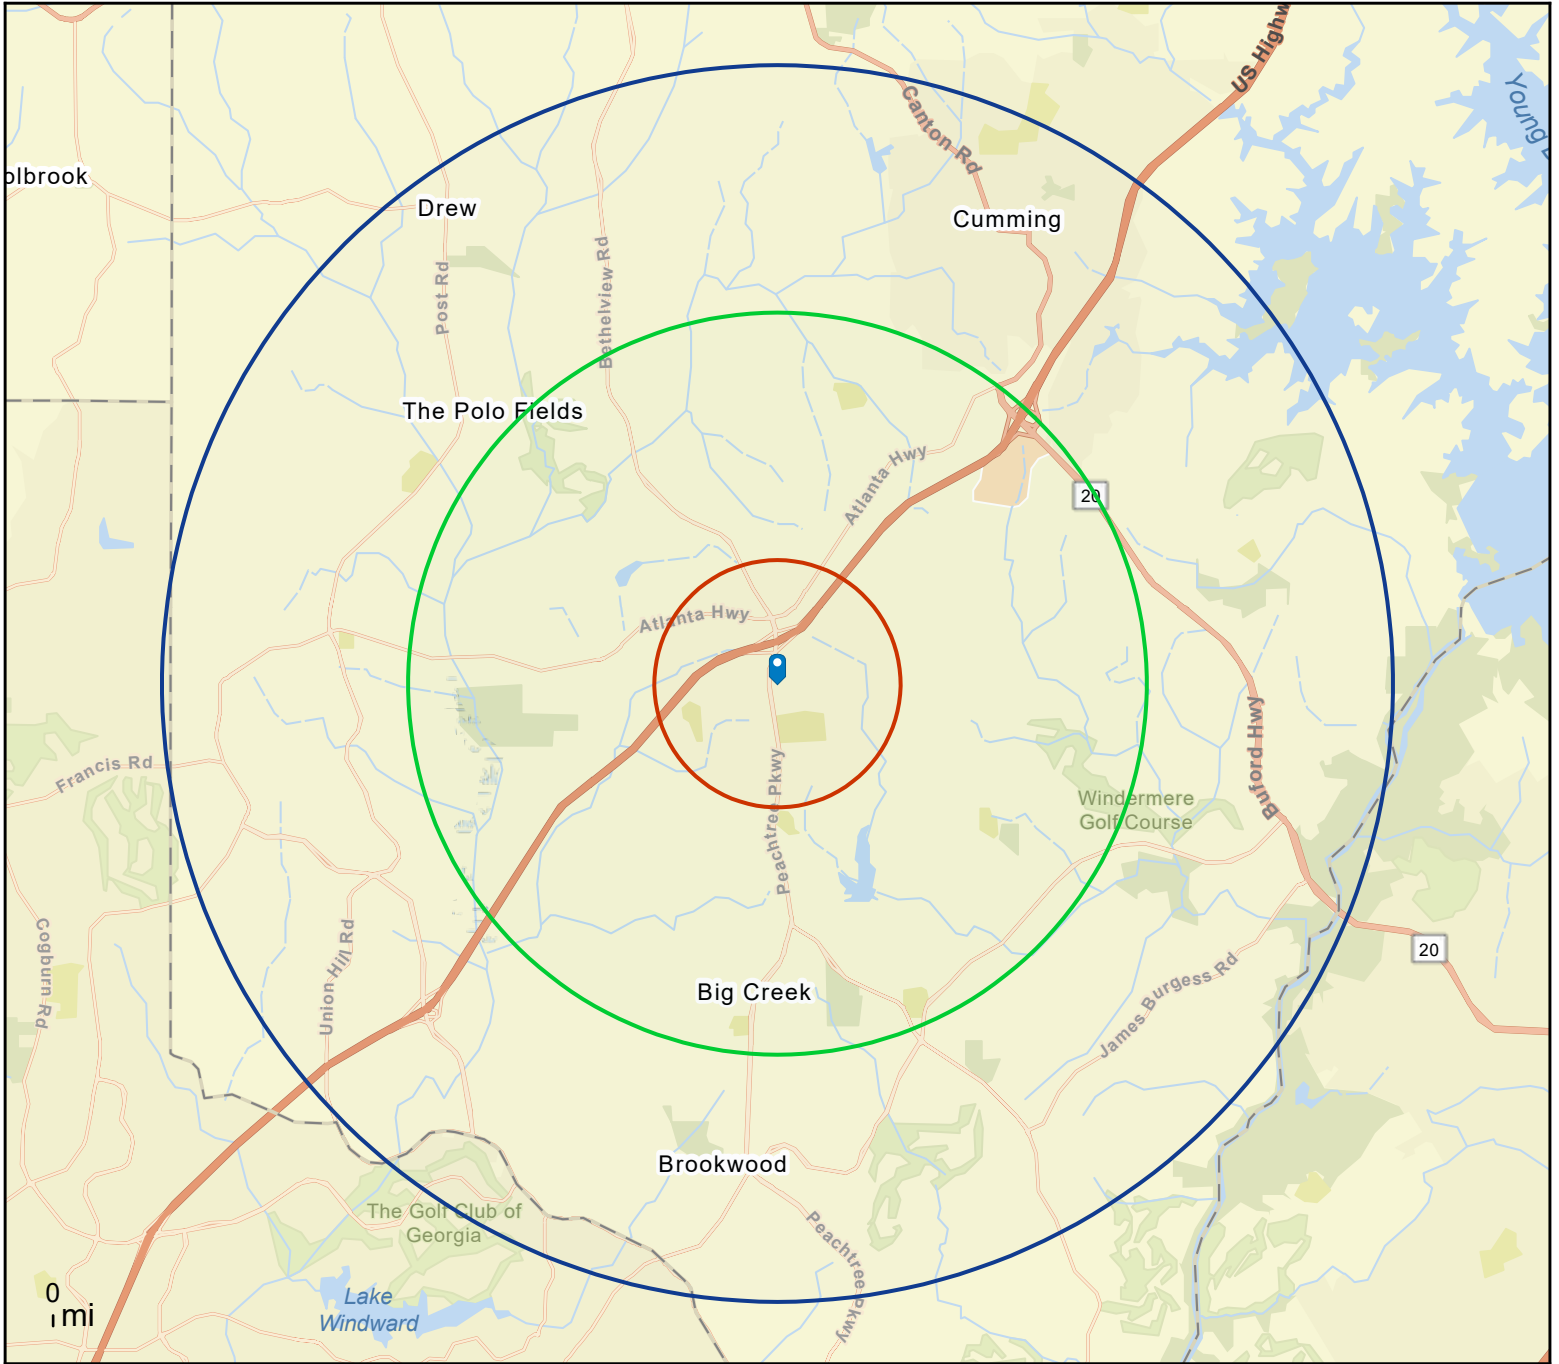 US Highw
Young
Canton Rd
olbrook
Drew
Cumming
Post Rd
Bethelview Rd
The Polo Fields
Atlanta Hwy
20
Atlanta Hwy
Francis Rd
Buford Hwy
Peachtree Pkwy
Windermere
Golf Course
Cogburn Rd
Union Hill Rd
20
Big Creek
James Burgess Rd
Brookwood
The Golf Club of
Georgia
Peachtree Pkwy
0
mi
Lake
Windward